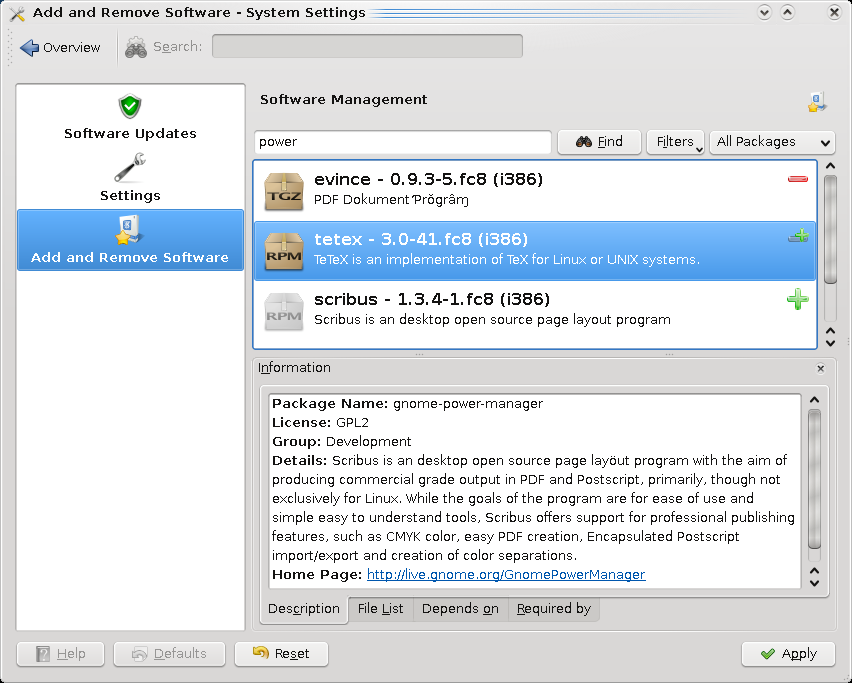 Add and Remove Software - System Settings
Overview
Search:
Software Updates
Settings
Add and Remove Software
Software Management
power
Find
Filters
All Packages
TGZ
evince - 0.9.3-5.fc8 (i386)
PDF Dokument Ƥrŏgrâɱ
RPM
tetex - 3.0-41.fc8 (i386)
TeTeX is an implementation of TeX for Linux or UNIX systems.
RPM
scribus - 1.3.4-1.fc8 (i386)
Scribus is an desktop open source page layout program
Information
Package Name: gnome-power-manager
License: GPL2
Group: Development
Details: Scribus is an desktop open source page layöut program with the aim of
producing commercial grade output in PDF and Postscript, primarily, though not
exclusively for Linux. While the goals of the program are for ease of use and
simple easy to understand tools, Scribus offers support for professional publishing
features, such as CMYK color, easy PDF creation, Encapsulated Postscript
import/export and creation of color separations.
Home Page: http://live.gnome.org/GnomePowerManager
Description
File List
Depends on
Required by
Help
Defaults
Reset
Apply